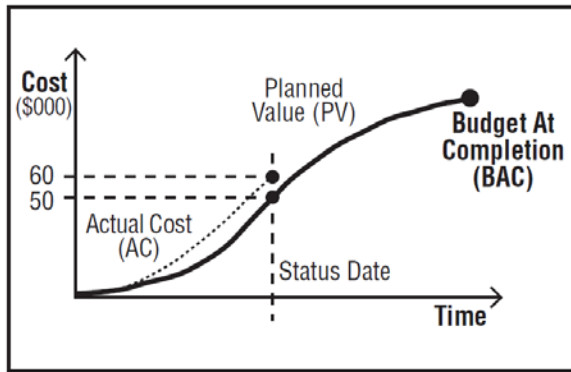 Cost
($000)
Planned
Value (PV)
Budget At
Completion
(BAC)
60
50
Actual Cost
(AC)
Status Date
Time